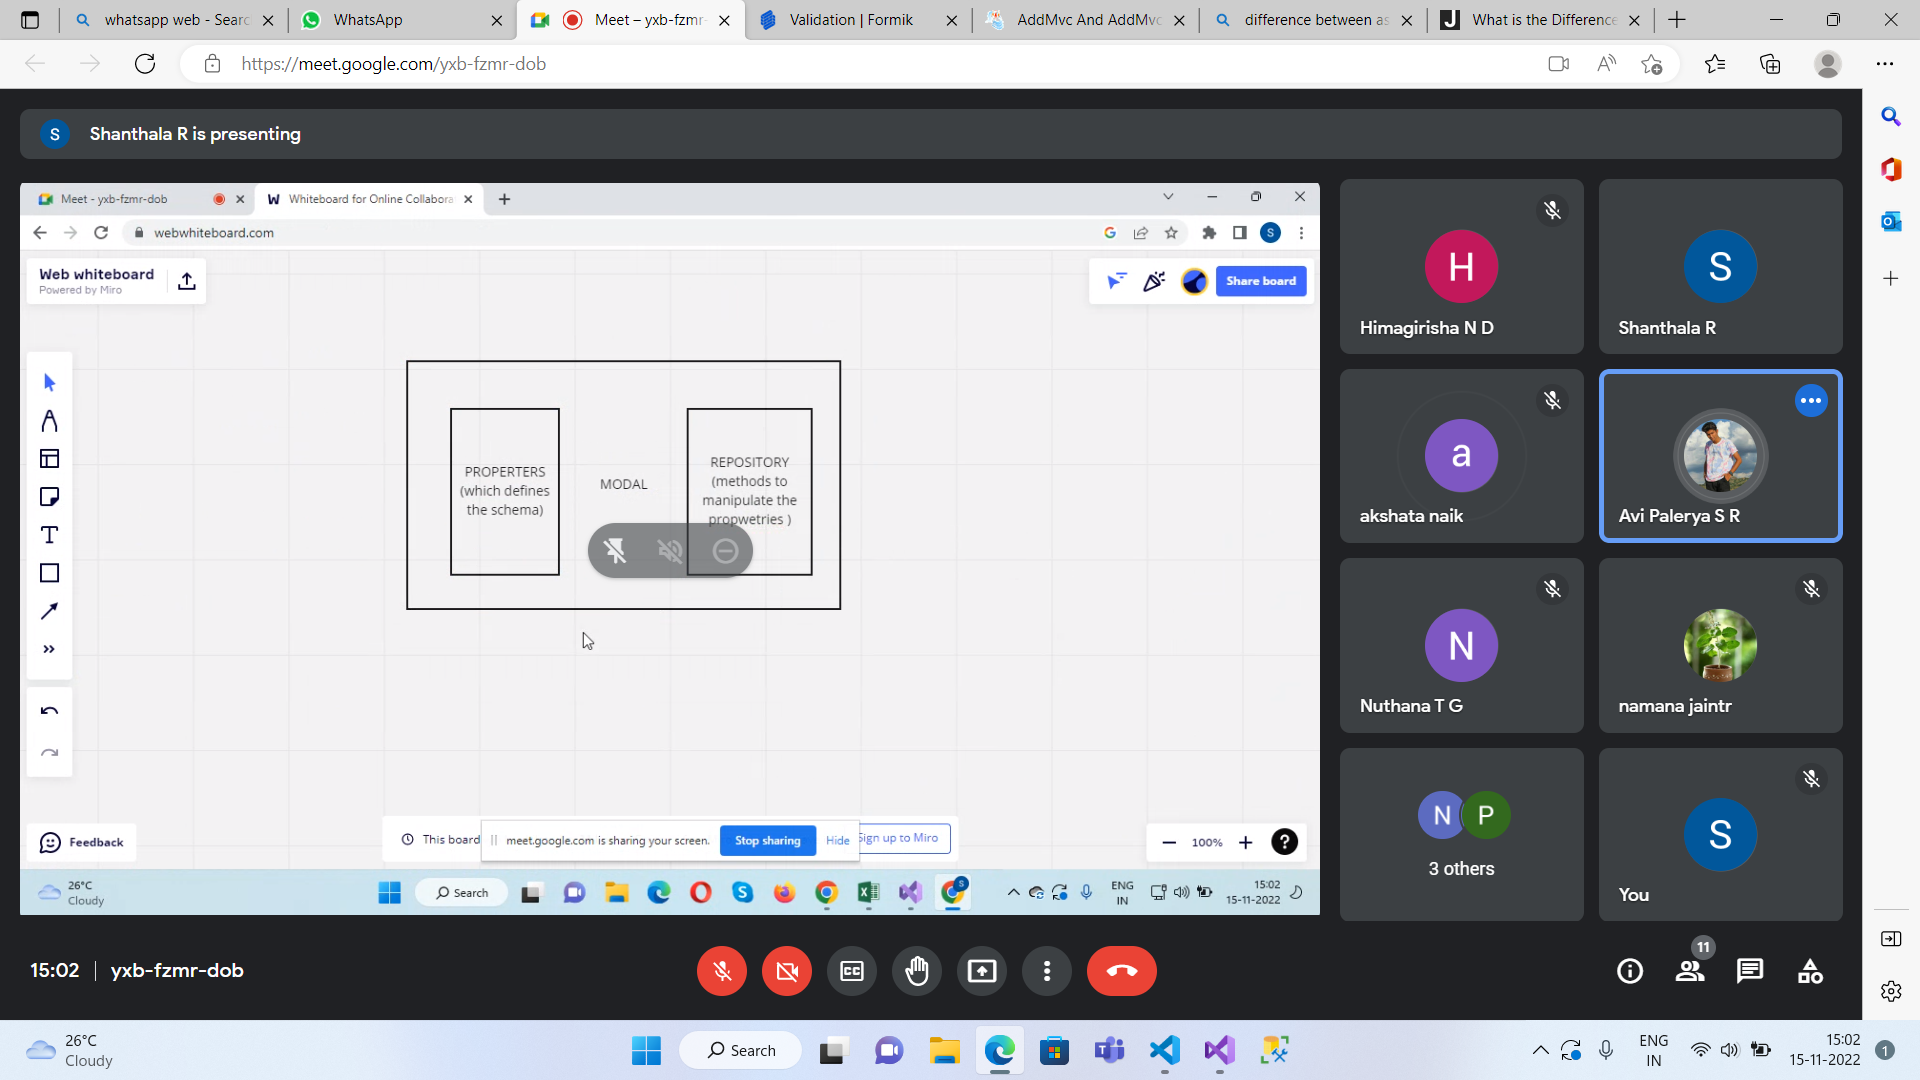 whatsapp web - Searc
WhatsApp
Meet – yxb-fzmr-
Validation | Formik
AddMvc And AddMvc
difference between as
What is the Difference
https://meet.google.com/yxb-fzmr-dob
S
Shanthala R is presenting
Meet - yxb-fzmr-dob
Whiteboard for Online Collabora
webwhiteboard.com
S
Web whiteboard
Powered by Miro
Share board
PROPERTERS
(which defines
the schema)
MODAL
REPOSITORY
(methods to
manipulate the
propwetries )
Feedback
This board
meet.google.com is sharing your screen.
Stop sharing
Hide
Sign up to Miro
100%
26°C
Cloudy
Search
ENG
IN
15:02
15-11-2022
H
Himagirisha N D
S
Shanthala R
a
akshata naik
Avi Palerya S R
N
Nuthana T G
namana jaintr
N P
3 others
S
You
15:02 | yxb-fzmr-dob
11
26°C
Cloudy
Search
ENG
IN
15:02
15-11-2022
1